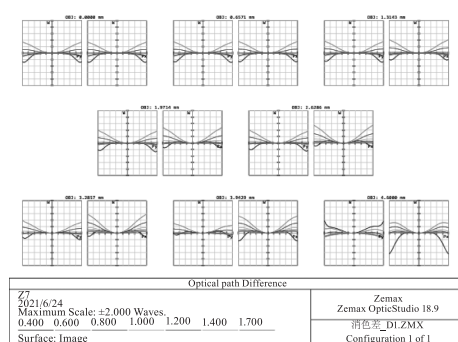 OBJ: 0.0000 mm
OBJ: 0.6571 mm
OBJ: 1.3143 mm
OBJ: 1.9714 mm
OBJ: 2.6286 mm
OBJ: 3.2857 mm
OBJ: 3.9429 mm
OBJ: 4.6000 mm
Optical path Difference
Z7
2021/6/24
Maximum Scale: ±2.000 Waves.
0.400 0.600 0.800 1.000 1.200 1.400 1.700
Surface: Image
Zemax
Zemax OpticStudio 18.9
消色差_D1.ZMX
Configuration 1 of 1